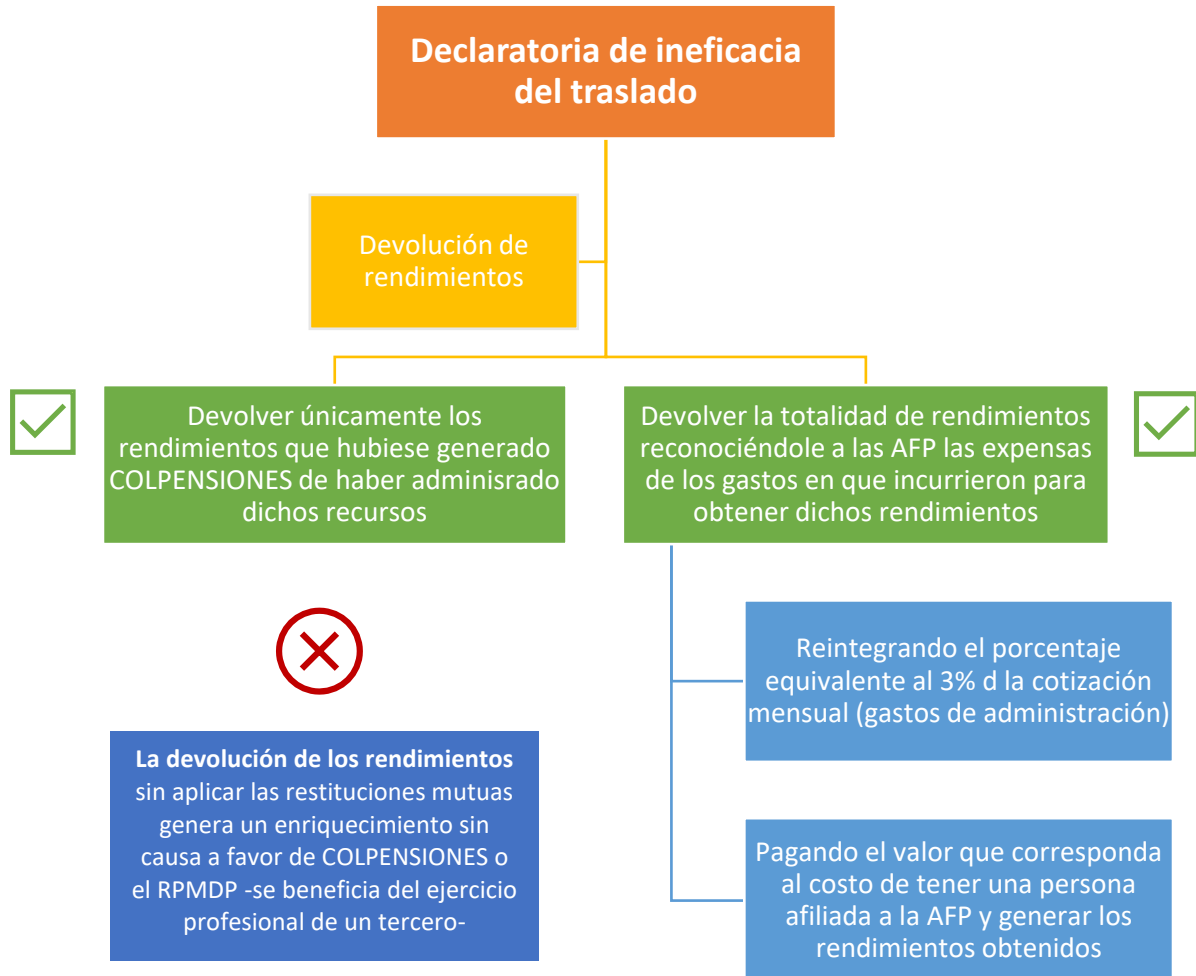 Declaratoria de ineficacia
del traslado
Devolución de
rendimientos
Devolver únicamente los
rendimientos que hubiese generado
COLPENSIONES de haber adminisrado
dichos recursos
Devolver la totalidad de rendimientos
reconociéndole a las AFP las expensas
de los gastos en que incurrieron para
obtener dichos rendimientos
La devolución de los rendimientos
sin aplicar las restituciones mutuas
genera un enriquecimiento sin
causa a favor de COLPENSIONES o
el RPMDP -se beneficia del ejercicio
profesional de un tercero-
Reintegrando el porcentaje
equivalente al 3% d la cotización
mensual (gastos de administración)
Pagando el valor que corresponda
al costo de tener una persona
afiliada a la AFP y generar los
rendimientos obtenidos